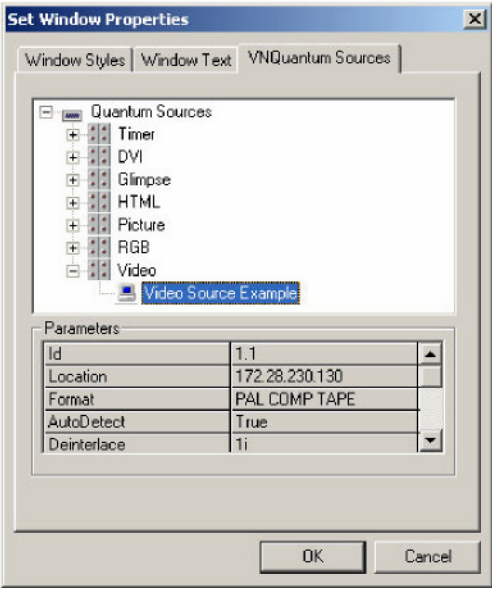 Set Window Properties
Window Styles Window Text VNQuantum Sources
Quantum Sources
Timer
DVI
Glimpse
HTML
Picture
RGB
Video
Video Source Example
Parameters
Id 1.1
Location 172.28.230.130
Format PAL COMP TAPE
AutoDetect True
Deinterlace 1i
OK Cancel